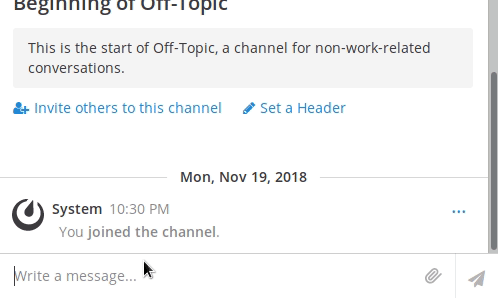 Beginning of Off-Topic
This is the start of Off-Topic, a channel for non-work-related
conversations.
Invite others to this channel Set a Header
Mon, Nov 19, 2018
System 10:30 PM
You joined the channel.
Write a message...